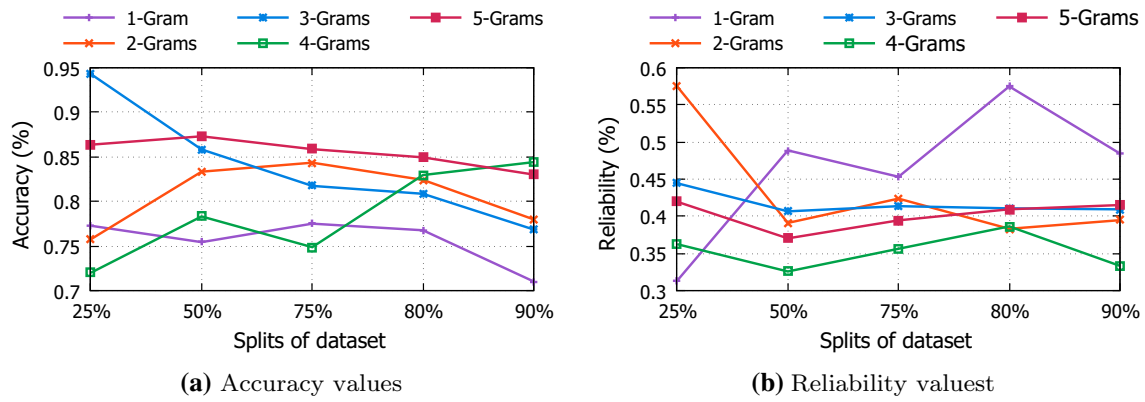 1-Gram 3-Grams 5-Grams
2-Grams 4-Grams
0.95
0.9
0.85
0.8
0.75
0.7
Accuracy (%)
25% 50% 75% 80% 90%
Splits of dataset
(a) Accuracy values
1-Gram 3-Grams 5-Grams
2-Grams 4-Grams
0.6
0.55
0.5
0.45
0.4
0.35
0.3
Reliability (%)
25% 50% 75% 80% 90%
Splits of dataset
(b) Reliability valuest